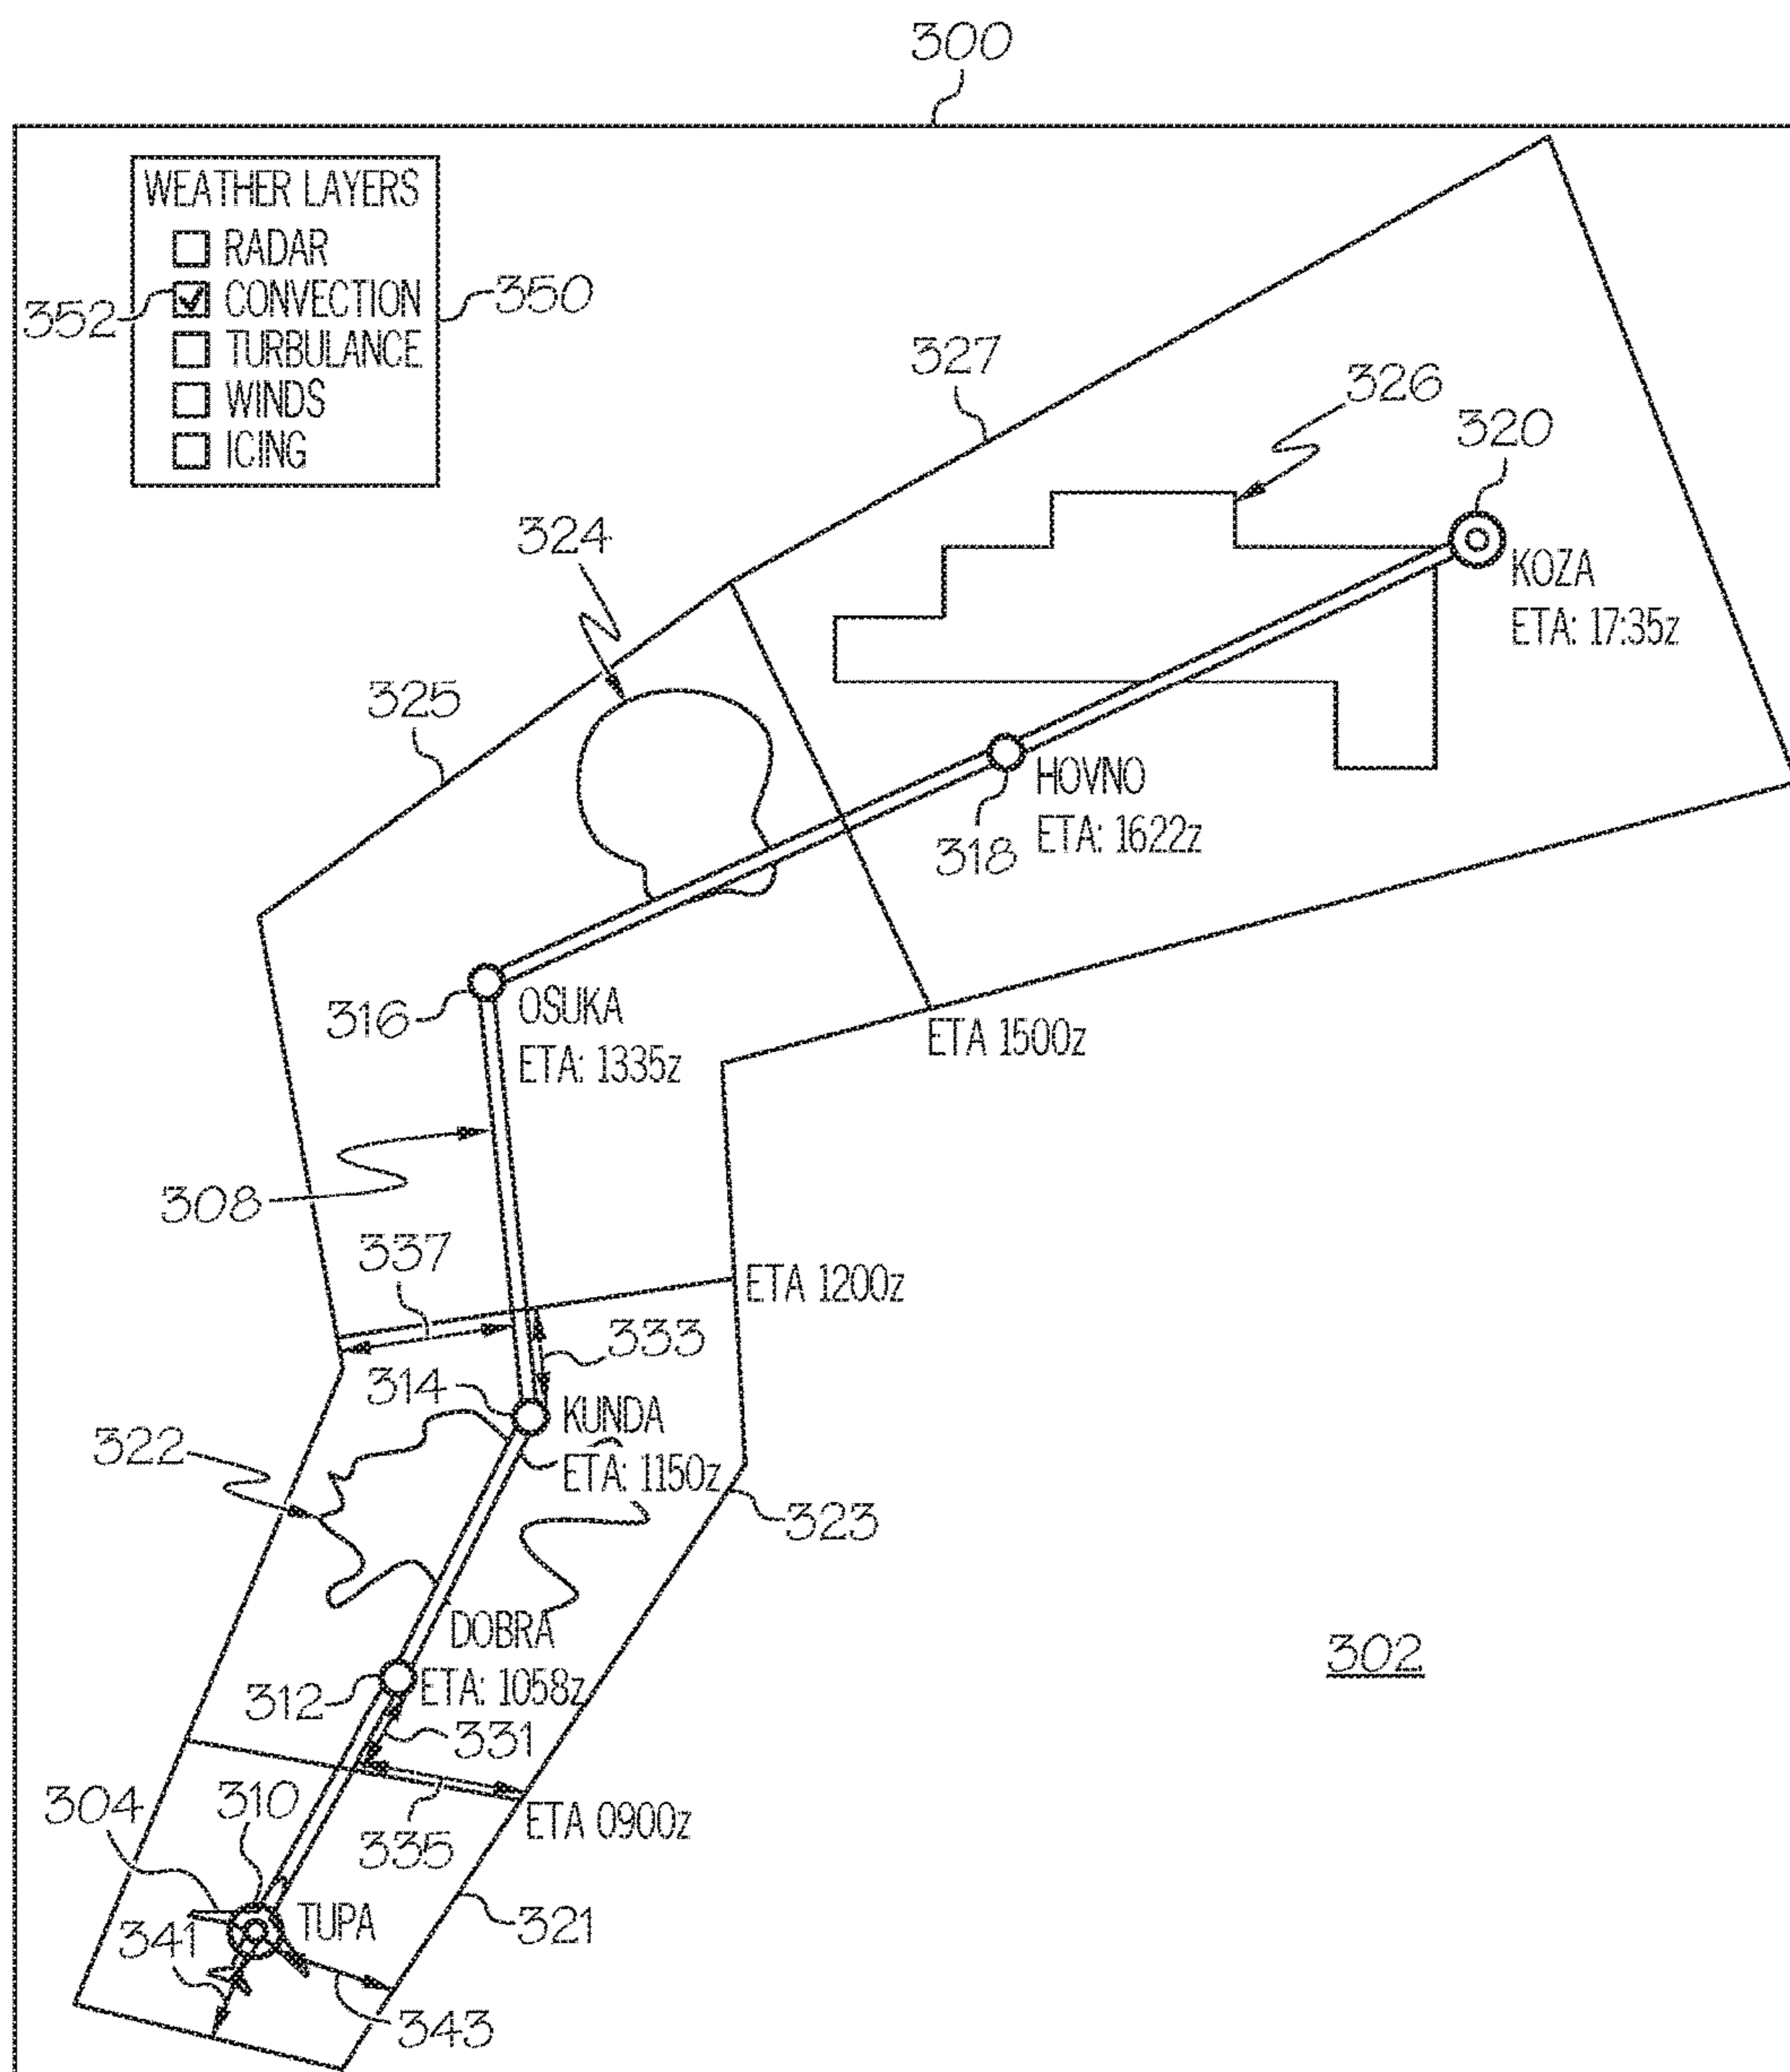 300
WEATHER LAYERS
RADAR
CONVECTION
TURBULANCE
WINDS
ICING
352
350
327
326
320
324
KOZA
ETA: 17:35z
325
HOVNO
ETA: 1622z
318
316
OSUKA
ETA: 1335z
ETA 1500z
308
337
ETA 1200z
333
314
KUNDA
ETA: 1150z
322
323
DOBRA
ETA: 1058z
312
331
302
304
310
335
ETA 0900z
TUPA
341
321
343